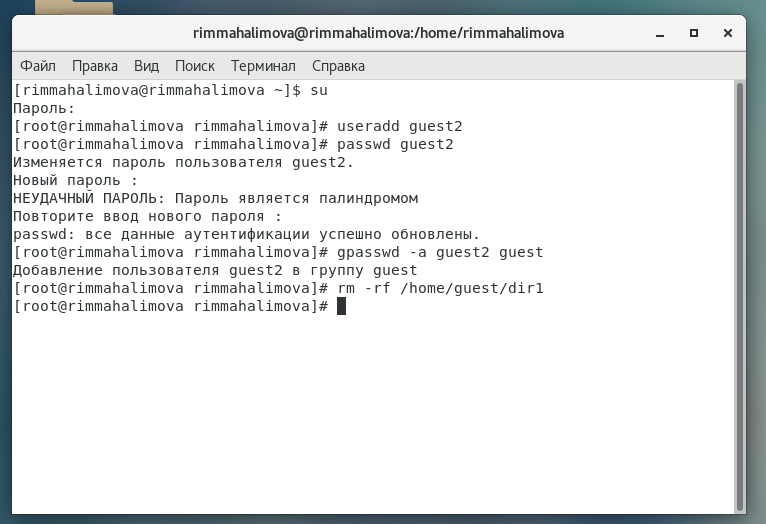 rimmahalimova@rimmahalimova:/home/rimmahalimova
Файл Правка Вид Поиск Терминал Справка
[rimmahalimova@rimmahalimova ~]$ su
Пароль:
[root@rimmahalimova rimmahalimova]# useradd guest2
[root@rimmahalimova rimmahalimova]# passwd guest2
Изменяется пароль пользователя guest2.
Новый пароль :
НЕУДАЧНЫЙ ПАРОЛЬ: Пароль является палиндромом
Повторите ввод нового пароля :
passwd: все данные аутентификации успешно обновлены.
[root@rimmahalimova rimmahalimova]# gpasswd -a guest2 guest
Добавление пользователя guest2 в группу guest
[root@rimmahalimova rimmahalimova]# rm -rf /home/guest/dir1
[root@rimmahalimova rimmahalimova]#